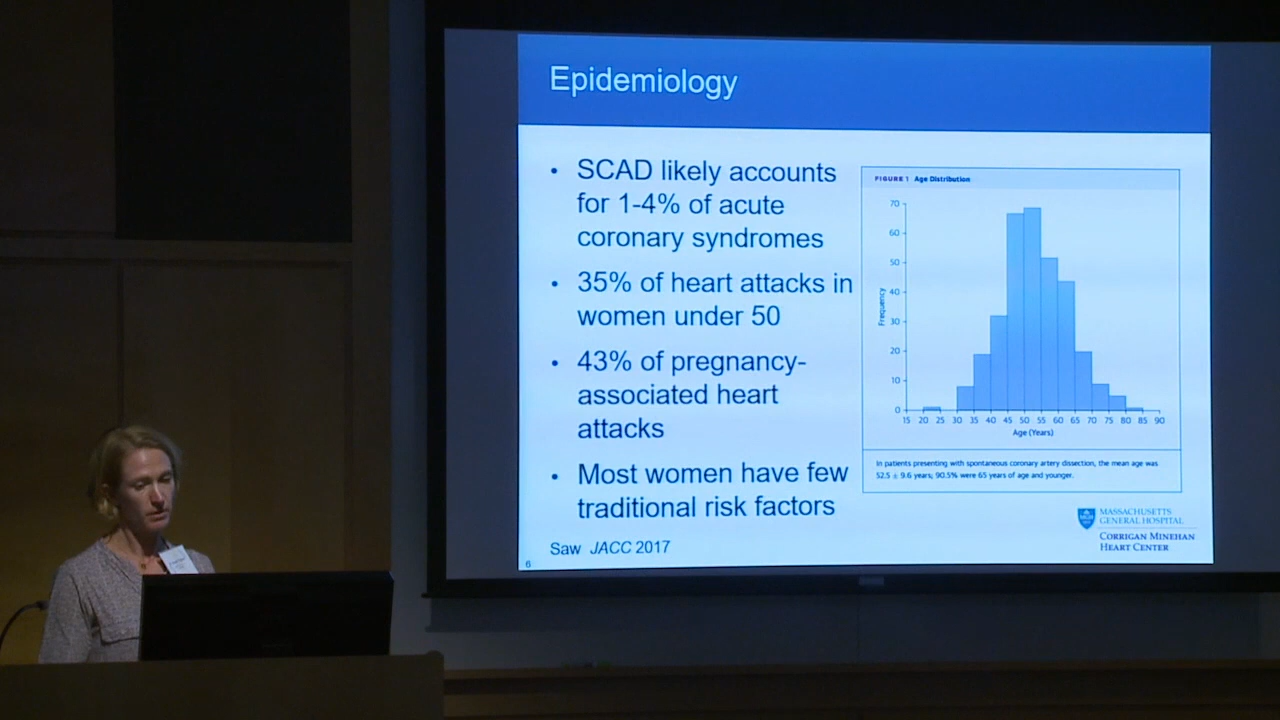 Epidemiology
• SCAD likely accounts
for 1-4% of acute
coronary syndromes
• 35% of heart attacks in
women under 50
• 43% of pregnancy-
associated heart
attacks
• Most women have few
traditional risk factors
Saw JACC 2017
6
FIGURE 1 Age Distribution
70
60
50
40
30
20
10
0
Frequency
15 20 25 30 35 40 45 50 55 60 65 70 75 80 85 90
Age (Years)
In patients presenting with spontaneous coronary artery dissection, the mean age was
52.5 ± 9.6 years; 90.5% were 65 years of age and younger.
MASSACHUSETTS
GENERAL HOSPITAL
CORRIGAN MINEHAN
HEART CENTER